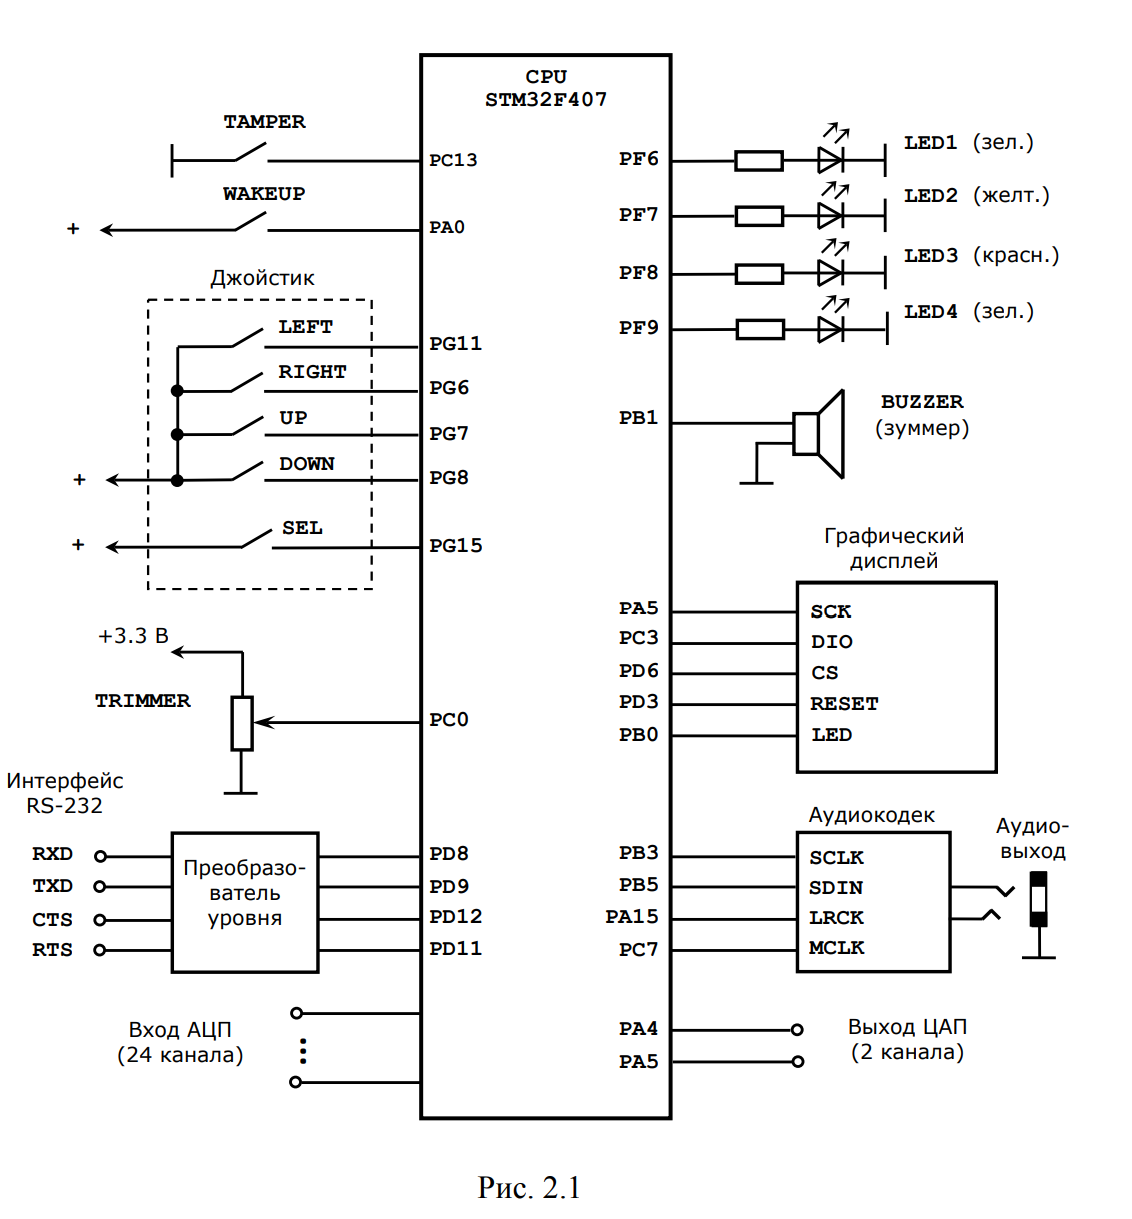 CPU
STM32F407
TAMPER
PC13
WAKEUP
+
PA0
Джойстик
LEFT
PG11
RIGHT
PG6
UP
PG7
DOWN
+
PG8
SEL
+
PG15
+3.3 В
TRIMMER
PC0
Интерфейс
RS-232
RXD
TXD
CTS
RTS
Преобразо-
ватель
уровня
PD8
PD9
PD12
PD11
Вход АЦП
(24 канала)
PF6
LED1 (зел.)
PF7
LED2 (желт.)
PF8
LED3 (красн.)
PF9
LED4 (зел.)
PB1
BUZZER
(зуммер)
Графический
дисплей
PA5
SCK
PC3
DIO
PD6
CS
PD3
RESET
PB0
LED
Аудиокодек
Аудио-
выход
PB3
SCLK
PB5
SDIN
PA15
LRCK
PC7
MCLK
PA4
PA5
Выход ЦАП
(2 канала)
Рис. 2.1